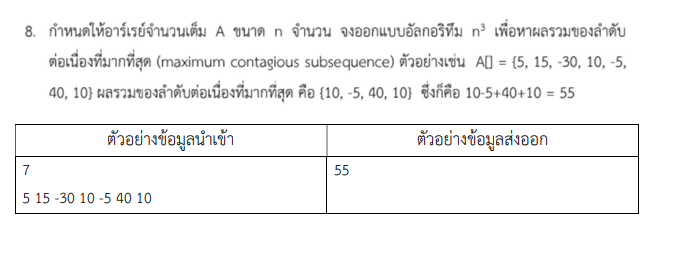 8. กำหนดให้อาร์เรย์จำนวนเต็ม A ขนาด n จำนวน จงออกแบบอัลกอริทึม n³ เพื่อหาผลรวมของลำดับ
ต่อเนื่องที่มากที่สุด (maximum contagious subsequence) ตัวอย่างเช่น A[] = {5, 15, -30, 10, -5,
40, 10} ผลรวมของลำดับต่อเนื่องที่มากที่สุด คือ {10, -5, 40, 10} ซึ่งก็คือ 10-5+40+10 = 55
ตัวอย่างข้อมูลนำเข้า ตัวอย่างข้อมูลส่งออก
7 55
5 15 -30 10 -5 40 10